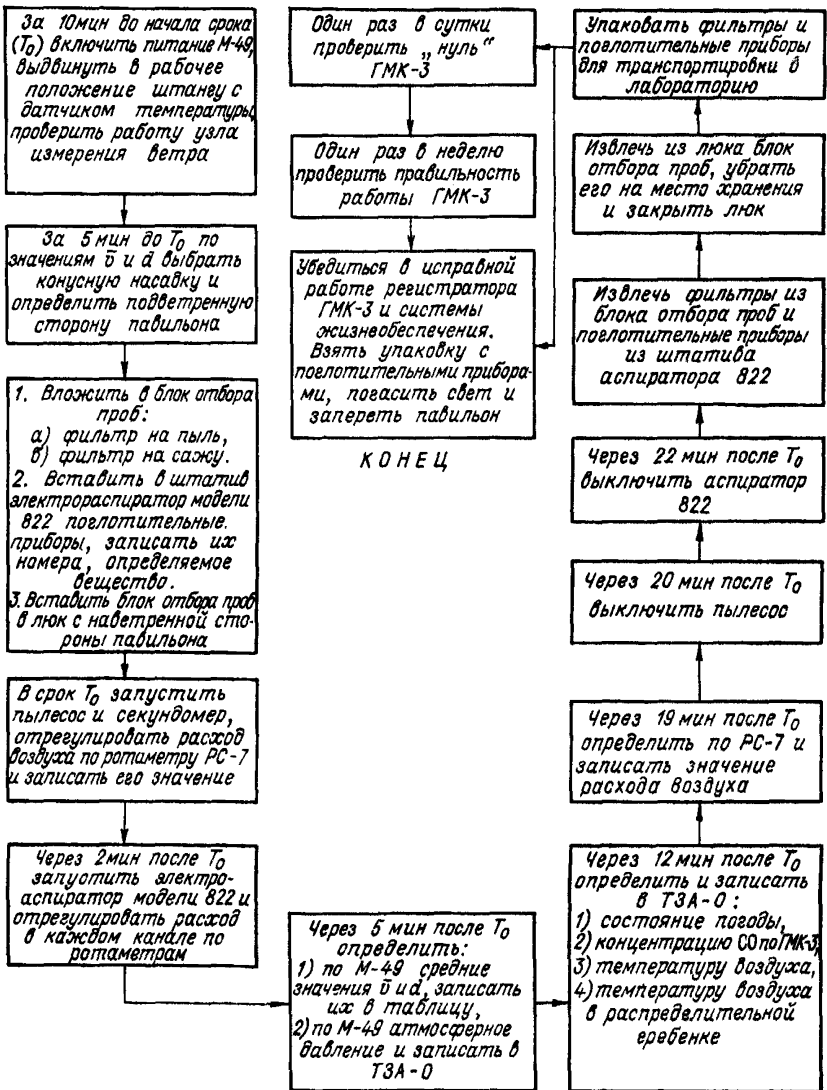 За 10мин до начала срока
(T₀) включить питание М-49,
выдвинуть в рабочее
положение штангу с
датчиком температуры,
проверить работу узла
измерения ветра
За 5мин до T₀ по
значениям ῡ и d выбрать
конусную насадку и
определить подветренную
сторону павильона
1. Вложить в блок отбора
проб:
а) фильтр на пыль,
б) фильтр на сажу.
2. Вставить в штатив
электрораспиратор модели
822 поглотительные.
приборы, записать их
номера, определяемое
вещество.
3. Вставить блок отбора проб
в люк с наветренной сто-
роны павильона
В срок T₀ запустить
пылесос и секундомер,
отрегулировать расход
воздуха по ротаметру РС-7
и записать его значение
Через 2мин после T₀
запустить электро-
аспиратор модели 822 и
отрегулировать расход
в каждом канале по
ротаметрам
Через 5 мин после T₀
определить:
1) по М-49 средние
значения ῡ и d, записать
их в таблицу,
2) по М-49 атмосферное
давление и записать в
ТЗА-0
Через 12мин после T₀
определить и записать
в ТЗА-0:
1) состояние погоды,
2) концентрацию СО по ГМК-3,
3) температуру воздуха,
4) температуру воздуха
в распределительной
гребенке
Через 19 мин после T₀
определить по РС-7 и
записать значение
расхода воздуха
Через 20 мин после T₀
выключить пылесос
Через 22 мин после T₀
выключить аспиратор
822
Извлечь фильтры из
блока отбора проб и
поглотительные приборы
из штатива
аспиратора 822
Извлечь из люка блок
отбора проб, убрать
его на место хранения
и закрыть люк
Упаковать фильтры и
поглотительные приборы
для транспортировки в
лабораторию
Один раз в сутки
проверить „нуль“
ГМК-3
Один раз в неделю
проверить правильность
работы ГМК-3
Убедиться в исправной
работе регистратора
ГМК-3 и системы
жизнеобеспечения.
Взять упаковку с
поглотительными прибора-
ми, погасить свет и
запереть павильон
КОНЕЦ